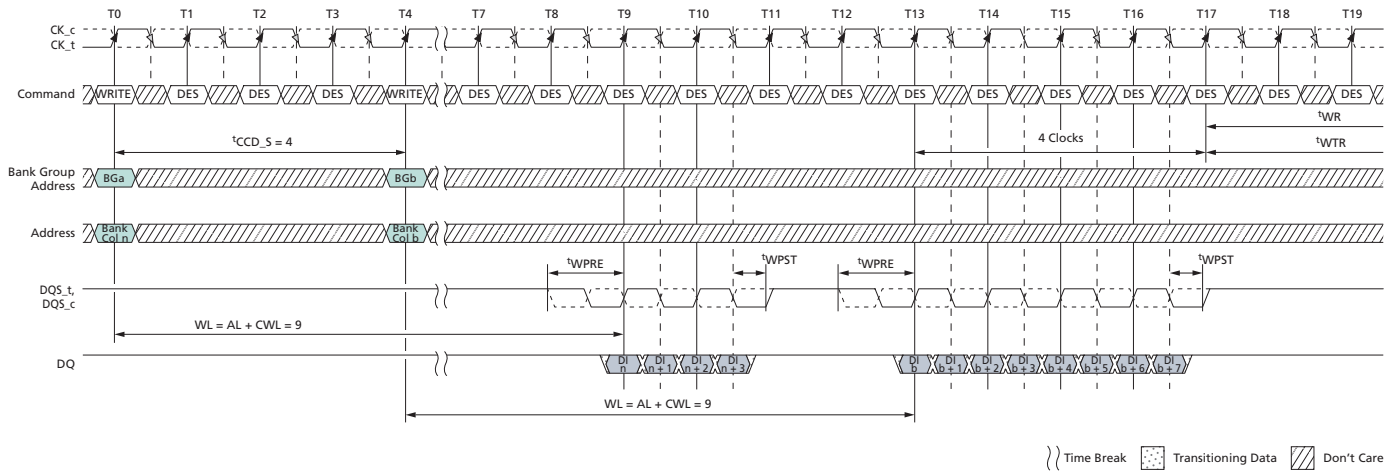 T0 T1 T2 T3 T4 T7 T8 T9 T10 T11 T12 T13 T14 T15 T16 T17 T18 T19
CK_c
CK_t
Command WRITE DES DES DES WRITE DES DES DES DES DES DES DES DES DES DES DES DES DES
tWR
tCCD_S = 4 4 Clocks tWTR
Bank Group
Address BGa BGb
Address Bank
Col n Bank
Col b
tWPRE tWPST tWPRE tWPST
DQS_t,
DQS_c
WL = AL + CWL = 9
DQ DI
n DI
n + 1 DI
n + 2 DI
n + 3 DI
b DI
b + 1 DI
b + 2 DI
b + 3 DI
b + 4 DI
b + 5 DI
b + 6 DI
b + 7
WL = AL + CWL = 9
Time Break Transitioning Data Don't Care